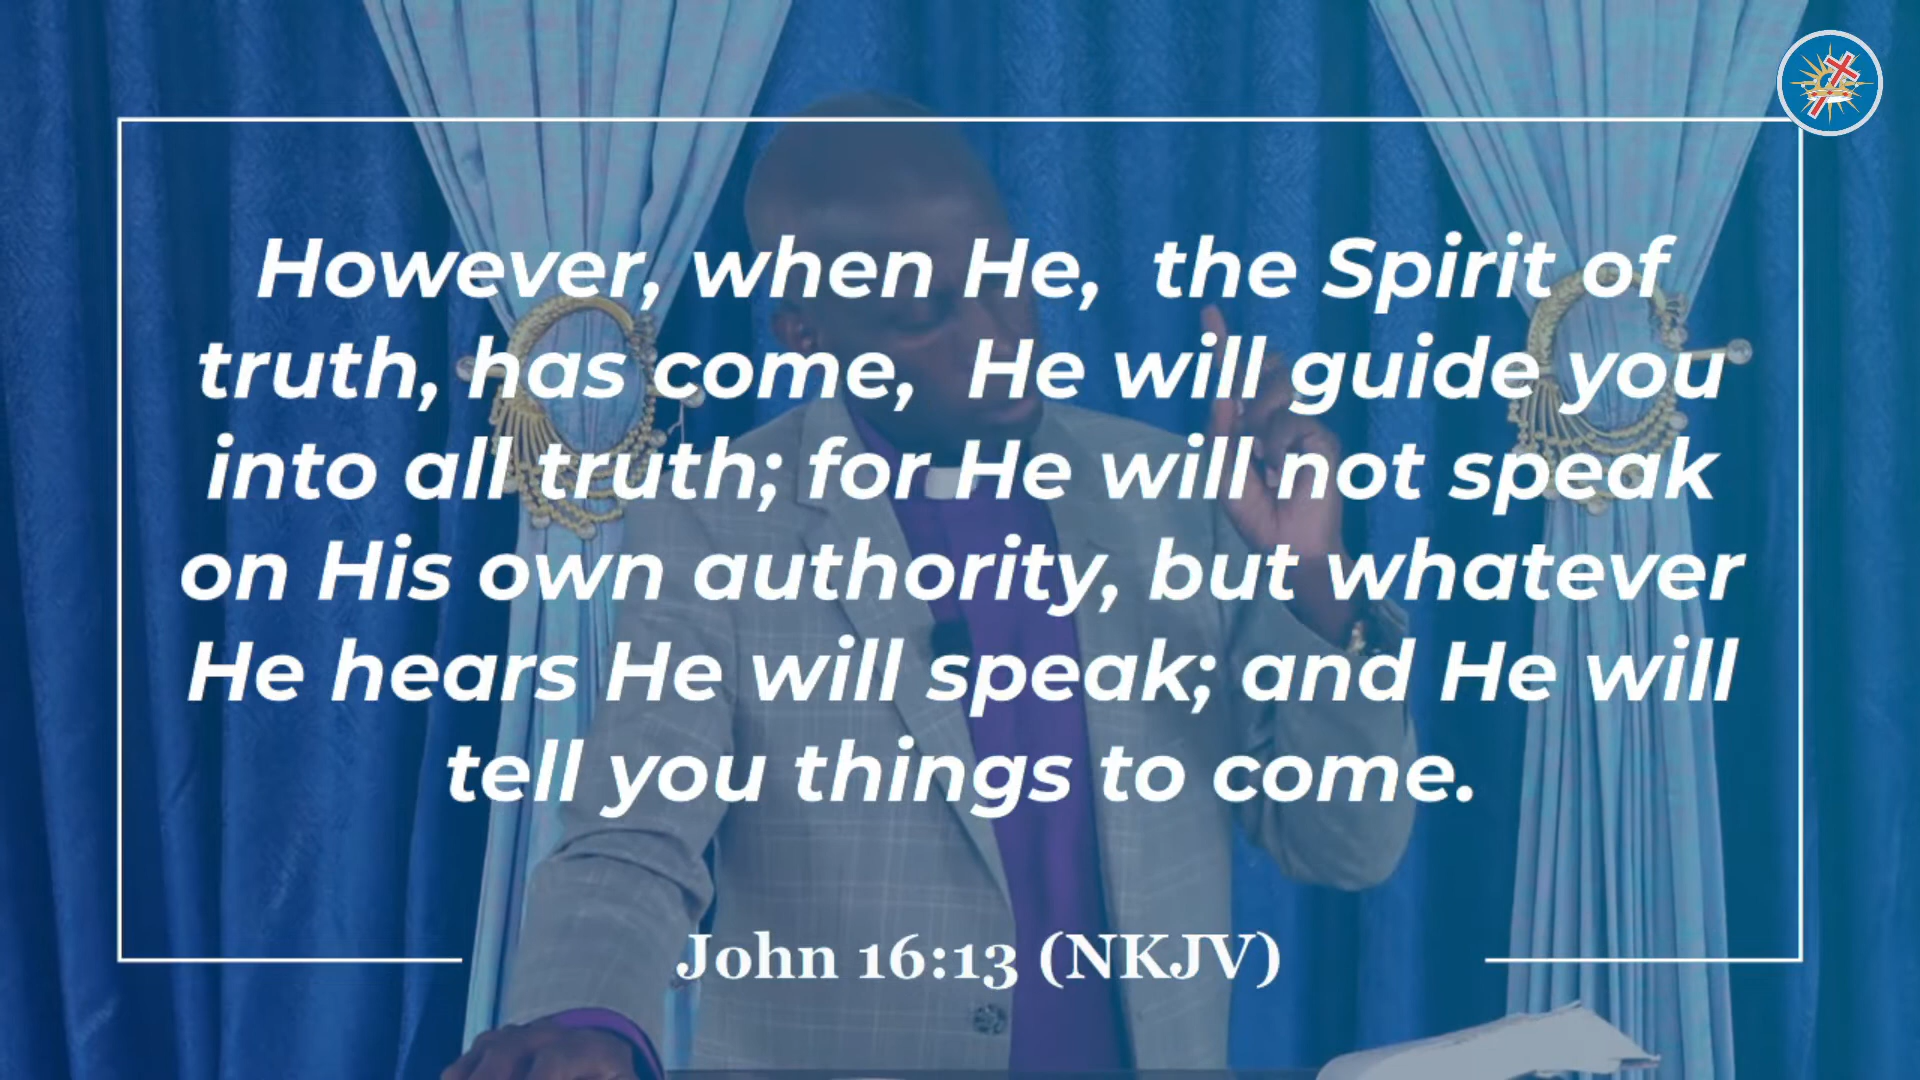 However, when He, the Spirit of
truth, has come, He will guide you
into all truth; for He will not speak
on His own authority, but whatever
He hears He will speak; and He will
tell you things to come.
John 16:13 (NKJV)